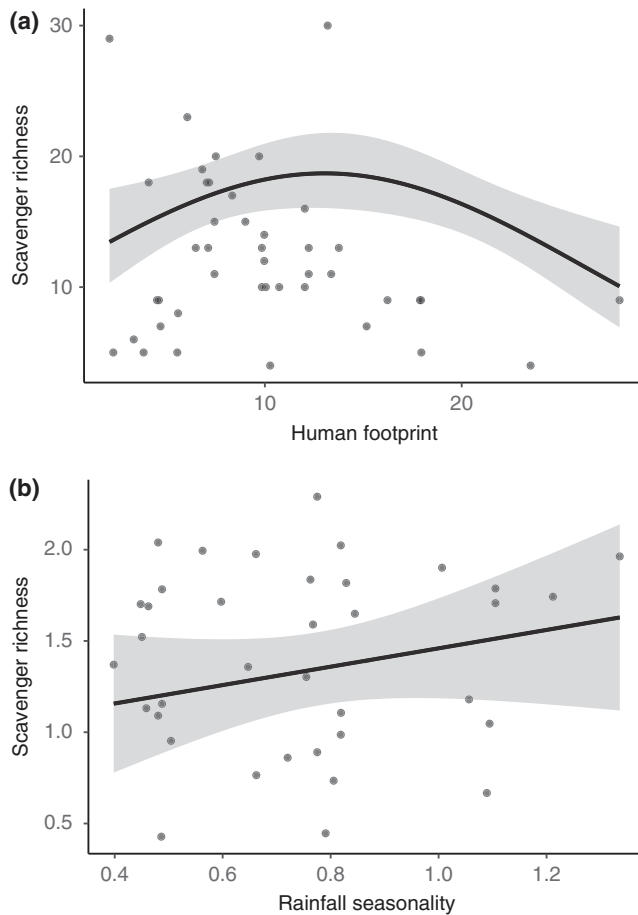 (a)
30
20
10
Scavenger richness
10 20
Human footprint
(b)
2.0
1.5
1.0
0.5
Scavenger richness
0.4 0.6 0.8 1.0 1.2
Rainfall seasonality